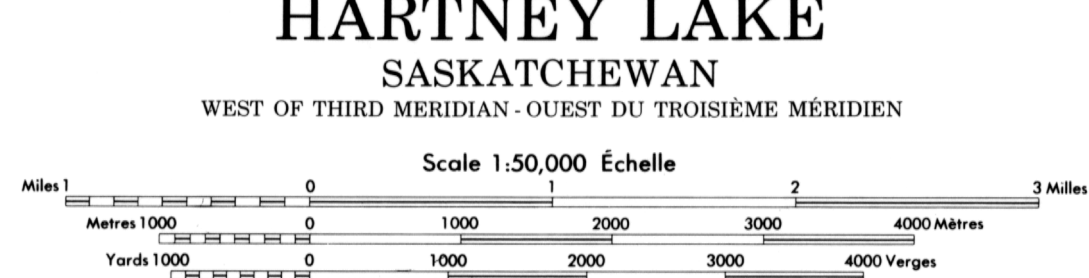 HARTNEY LAKE
SASKATCHEWAN
WEST OF THIRD MERIDIAN - OUEST DU TROISIÈME MÉRIDIEN
Scale 1:50,000 Échelle
Miles 1 0 1 2 3 Milles
Metres 1000 0 1000 2000 3000 4000 Mètres
Yards 1000 0 1000 2000 3000 4000 Verges